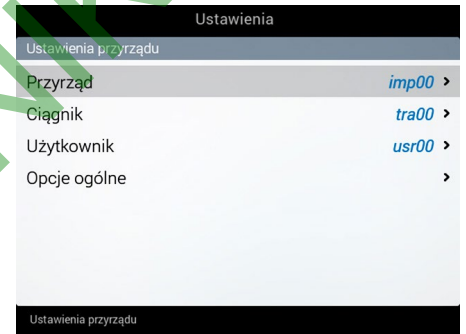 Ustawienia
Ustawienia przyrządu
Przyrząd imp00 >
Ciągnik tra00 >
Użytkownik usr00 >
Opcje ogólne >
Ustawienia przyrządu